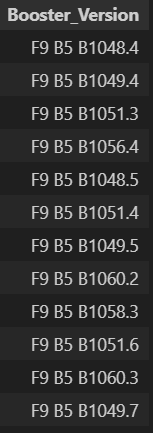 Booster_Version
F9 B5 B1048.4
F9 B5 B1049.4
F9 B5 B1051.3
F9 B5 B1056.4
F9 B5 B1048.5
F9 B5 B1051.4
F9 B5 B1049.5
F9 B5 B1060.2
F9 B5 B1058.3
F9 B5 B1051.6
F9 B5 B1060.3
F9 B5 B1049.7